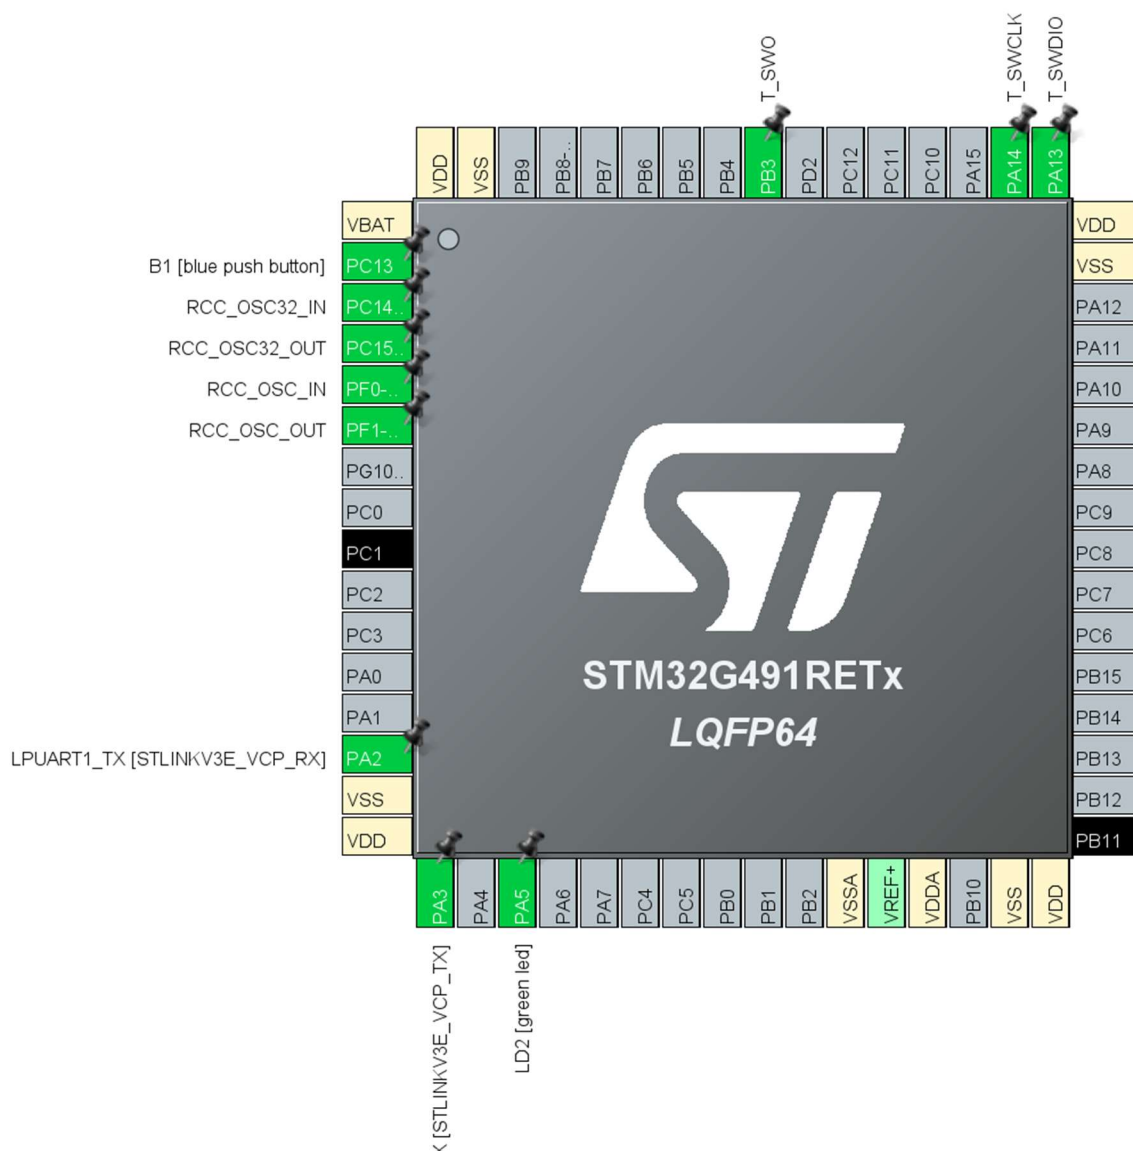 T_SWO
T_SWCLK
T_SWDIO
VDD
VSS
PB9
PB8-..
PB7
PB6
PB5
PB4
PB3
PD2
PC12
PC11
PC10
PA15
PA14
PA13
VBAT
B1 [blue push button] PC13
RCC_OSC32_IN PC14..
RCC_OSC32_OUT PC15..
RCC_OSC_IN PF0-..
RCC_OSC_OUT PF1-..
PG10..
PC0
PC1
PC2
PC3
PA0
PA1
LPUART1_TX [STLINKV3E_VCP_RX] PA2
VSS
VDD
ST
STM32G491RETx
LQFP64
VDD
VSS
PA12
PA11
PA10
PA9
PA8
PC9
PC8
PC7
PC6
PB15
PB14
PB13
PB12
PB11
PA3
PA4
PA5
PA6
PA7
PC4
PC5
PB0
PB1
PB2
VSSA
VREF+
VDDA
PB10
VSS
VDD
[STLINKV3E_VCP_TX]
LD2 [green led]